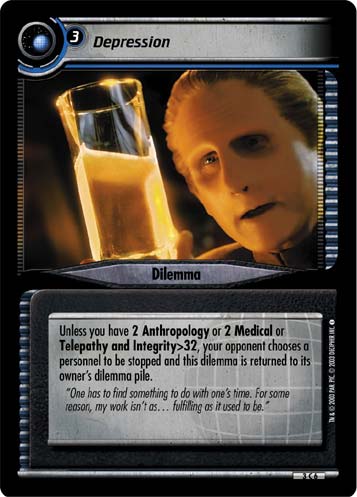 3
Depression
Dilemma
Unless you have 2 Anthropology or 2 Medical or
Telepathy and Integrity>32, your opponent chooses a
personnel to be stopped and this dilemma is returned to its
owner's dilemma pile.
"One has to find something to do with one's time. For some
reason, my work isn't as... fulfilling as it used to be."
TM & © 2003 PAR. PIC. © 2003 DECIPHER INC.
3 C 6